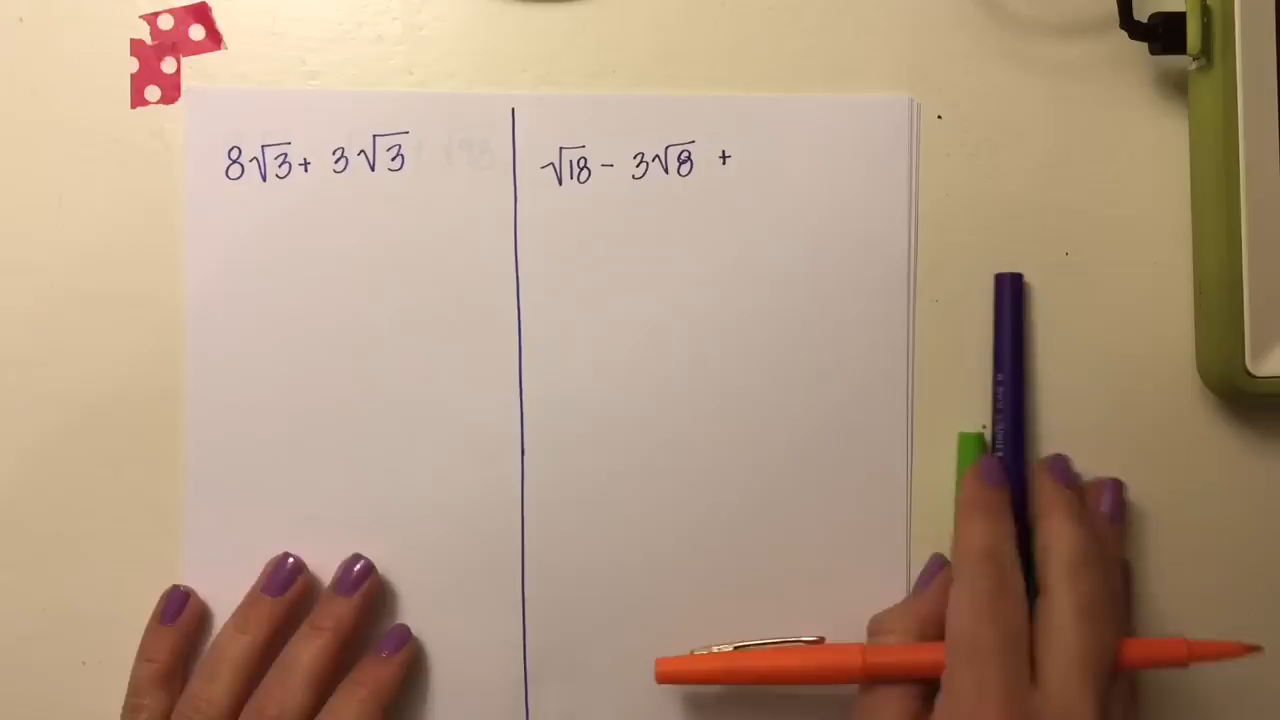 8√3 + 3√3
√18 - 3√8 +